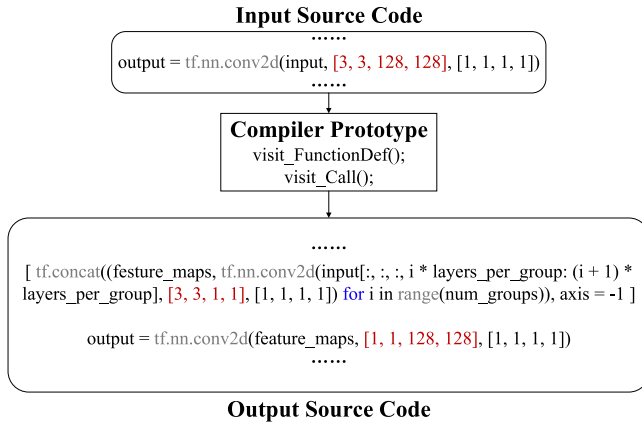 Input Source Code
……
output = tf.nn.conv2d(input, [3, 3, 128, 128], [1, 1, 1, 1])
……
Compiler Prototype
visit_FunctionDef();
visit_Call();
……
[ tf.concat((festure_maps, tf.nn.conv2d(input[:, :, :, i * layers_per_group: (i + 1) *
layers_per_group], [3, 3, 1, 1], [1, 1, 1, 1]) for i in range(num_groups)), axis = -1 ]
output = tf.nn.conv2d(feature_maps, [1, 1, 128, 128], [1, 1, 1, 1])
……
Output Source Code